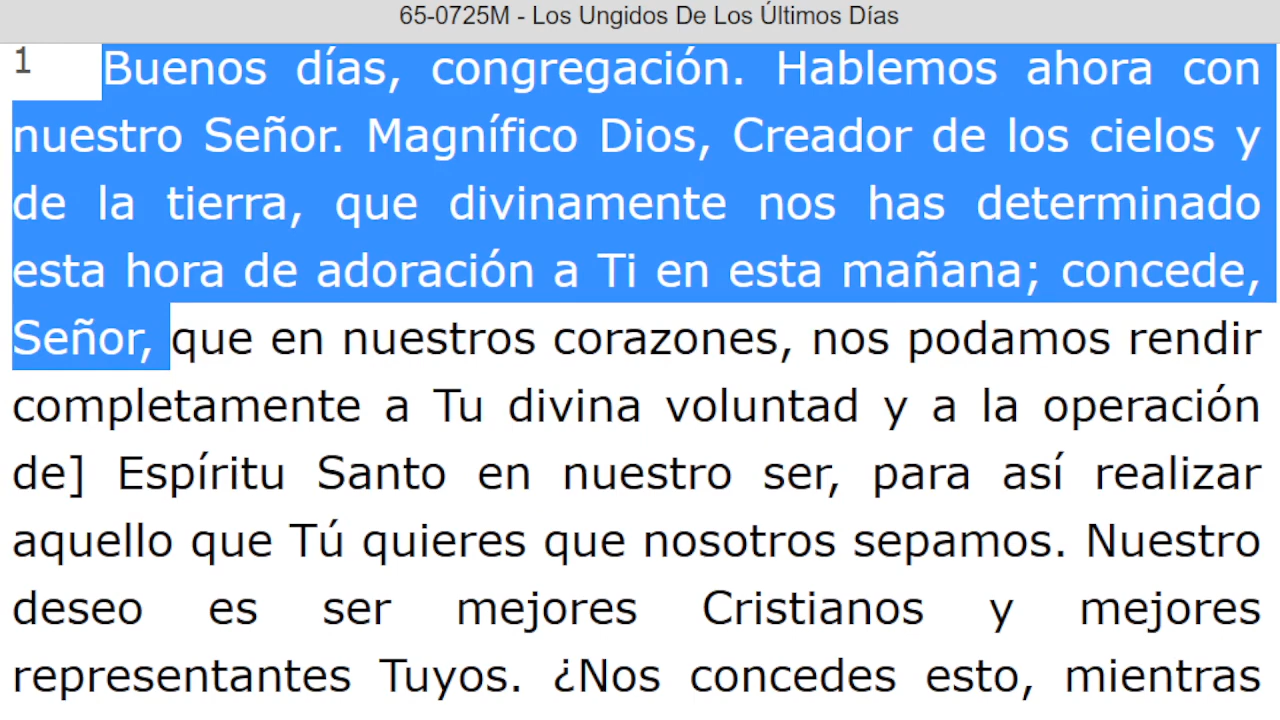 65-0725M - Los Ungidos De Los Últimos Días
1 Buenos días, congregación. Hablemos ahora con
nuestro Señor. Magnífico Dios, Creador de los cielos y
de la tierra, que divinamente nos has determinado
esta hora de adoración a Ti en esta mañana; concede,
Señor, que en nuestros corazones, nos podamos rendir
completamente a Tu divina voluntad y a la operación
de] Espíritu Santo en nuestro ser, para así realizar
aquello que Tú quieres que nosotros sepamos. Nuestro
deseo es ser mejores Cristianos y mejores
representantes Tuyos. ¿Nos concedes esto, mientras